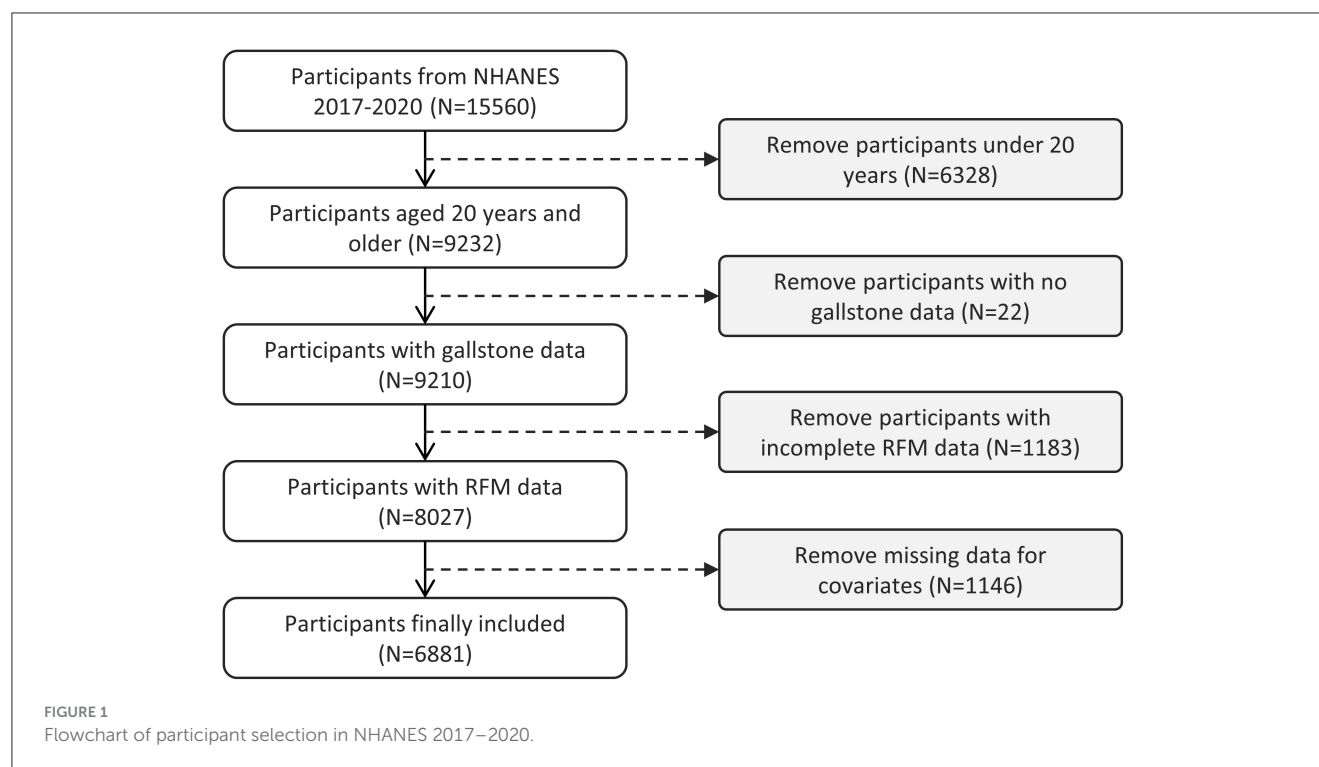 Participants from NHANES
2017-2020 (N=15560)
Remove participants under 20
years (N=6328)
Participants aged 20 years and
older (N=9232)
Remove participants with no
gallstone data (N=22)
Participants with gallstone data
(N=9210)
Remove participants with
incomplete RFM data (N=1183)
Participants with RFM data
(N=8027)
Remove missing data for
covariates (N=1146)
Participants finally included
(N=6881)
FIGURE 1
Flowchart of participant selection in NHANES 2017–2020.